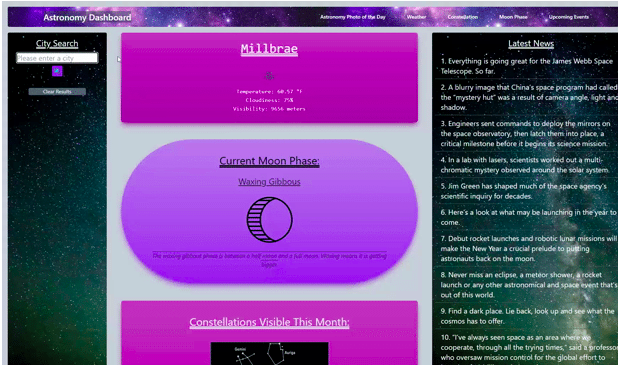 Astronomy Dashboard
Astronomy Photo of the Day
Weather
Constellation
Moon Phase
Upcoming Events
City Search
Please enter a city
Clear Results
Millbrae
Temperature: 60.57 °F
Cloudiness: 75%
Visibility: 9656 meters
Current Moon Phase:
Waxing Gibbous
The waxing gibbous phase is between a half moon and a full moon. Waxing means it is getting
bigger.
Constellations Visible This Month:
Gemini
Auriga
Latest News
1. Everything is going great for the James Webb Space
Telescope. So far.
2. A blurry image that China's space program had called
the "mystery hut" was a result of camera angle, light and
shadow.
3. Engineers sent commands to deploy the mirrors on
the space observatory, then latch them into place, a
critical milestone before it begins its science mission.
4. In a lab with lasers, scientists worked out a multi-
chromatic mystery observed around the solar system.
5. Jim Green has shaped much of the space agency's
scientific inquiry for decades.
6. Here's a look at what may be launching in the year to
come.
7. Debut rocket launches and robotic lunar missions will
make the New Year a crucial prelude to putting
astronauts back on the moon.
8. Never miss an eclipse, a meteor shower, a rocket
launch or any other astronomical and space event that's
out of this world.
9. Find a dark place. Lie back, look up and see what the
cosmos has to offer.
10. "I've always seen space as an area where we
cooperate, through all the trying times," said a professor
who oversaw mission control for the global effort to